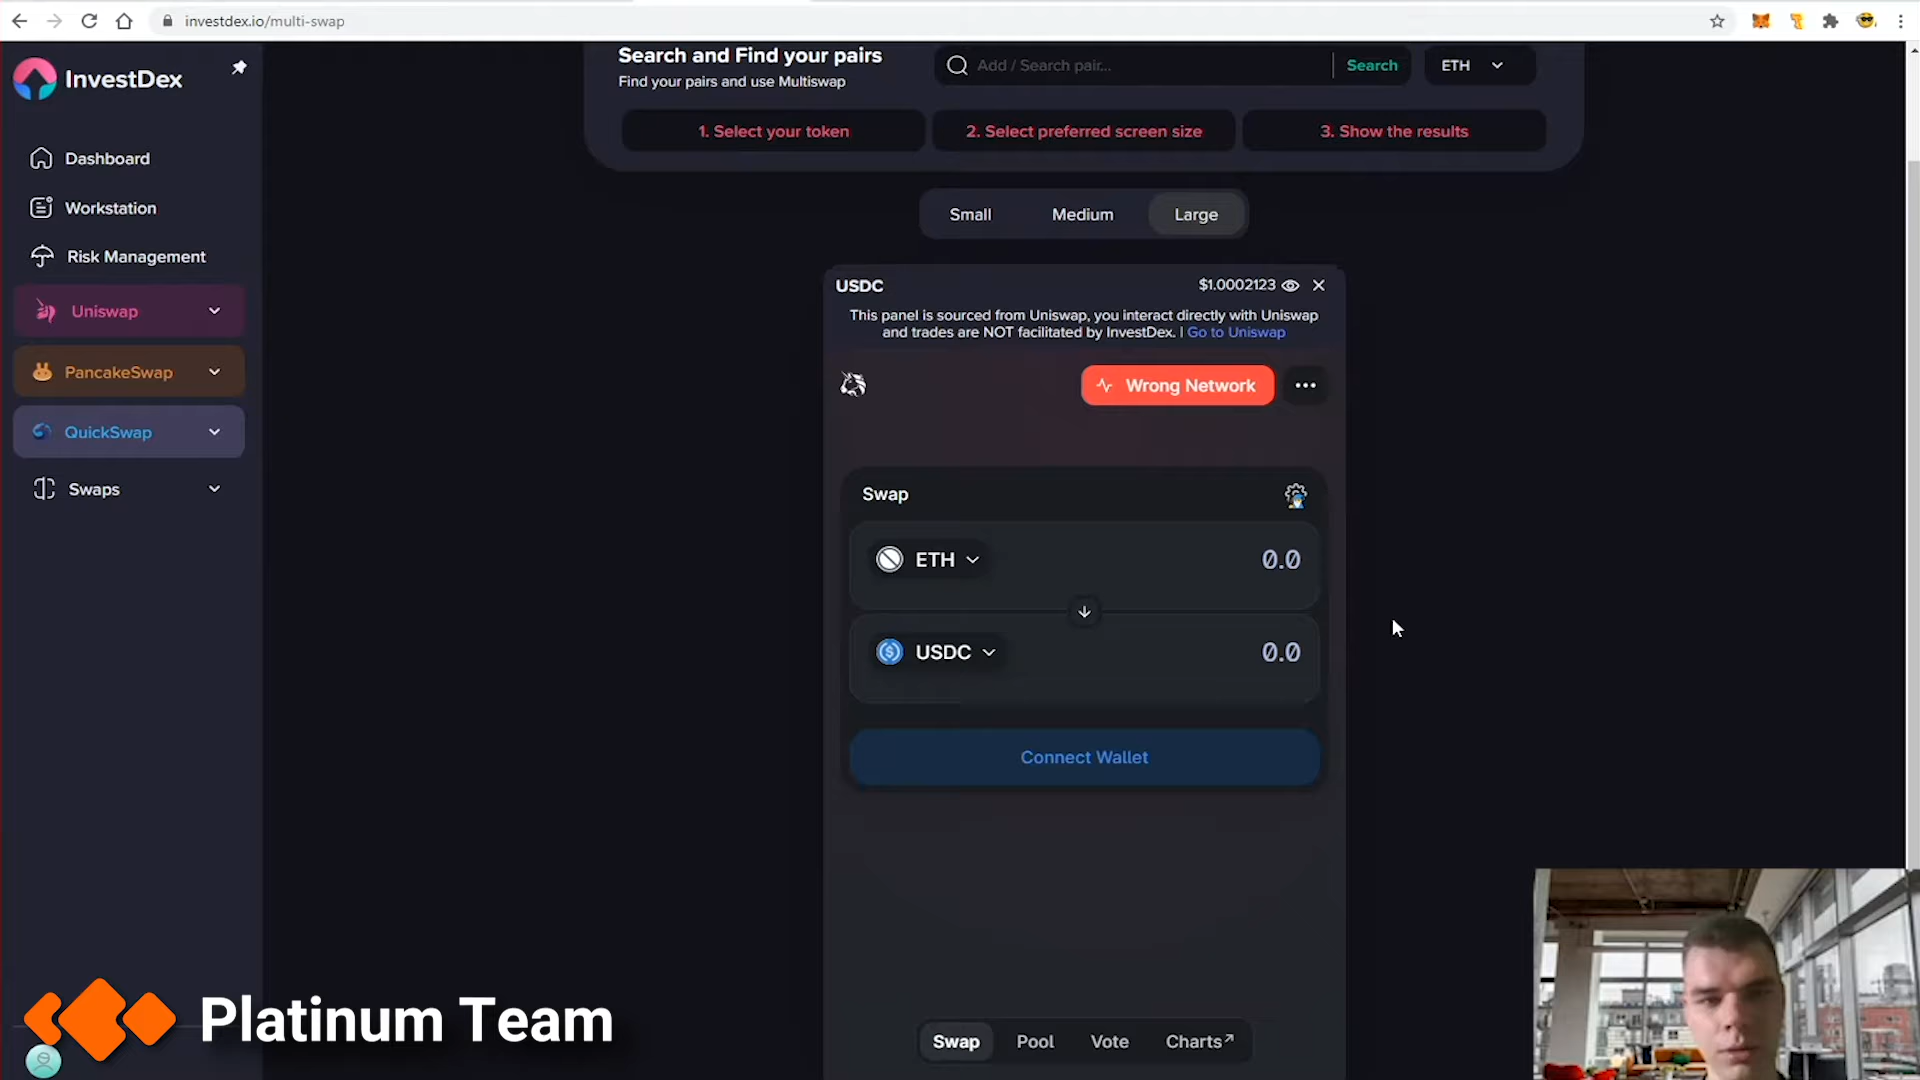 investdex.io/multi-swap
InvestDex
Dashboard
Workstation
Risk Management
Uniswap
PancakeSwap
QuickSwap
Swaps
Search and Find your pairs
Find your pairs and use Multiswap
Add / Search pair...
Search
ETH
1. Select your token
2. Select preferred screen size
3. Show the results
Small
Medium
Large
USDC
$1.0002123
This panel is sourced from Uniswap, you interact directly with Uniswap
and trades are NOT facilitated by InvestDex. | Go to Uniswap
Wrong Network
Swap
ETH
0.0
USDC
0.0
Connect Wallet
Swap
Pool
Vote
Charts↗
Platinum Team